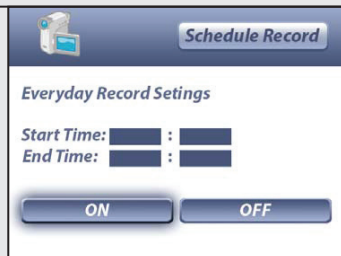 Schedule Record
Everyday Record Setings
Start Time: :
End Time: :
ON OFF